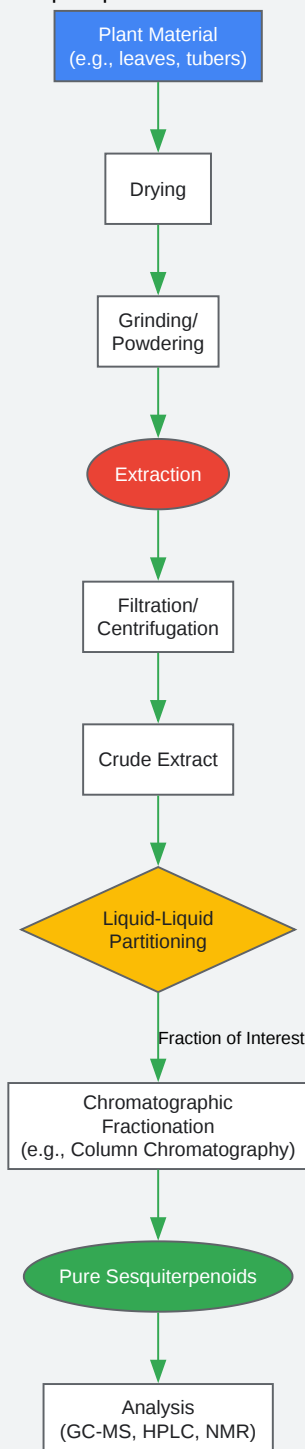 Plant Material
(e.g., leaves, tubers)
Drying
Grinding/
Powdering
Extraction
Filtration/
Centrifugation
Crude Extract
Liquid-Liquid
Partitioning
Fraction of Interest
Chromatographic
Fractionation
(e.g., Column Chromatography)
Pure Sesquiterpenoids
Analysis
(GC-MS, HPLC, NMR)